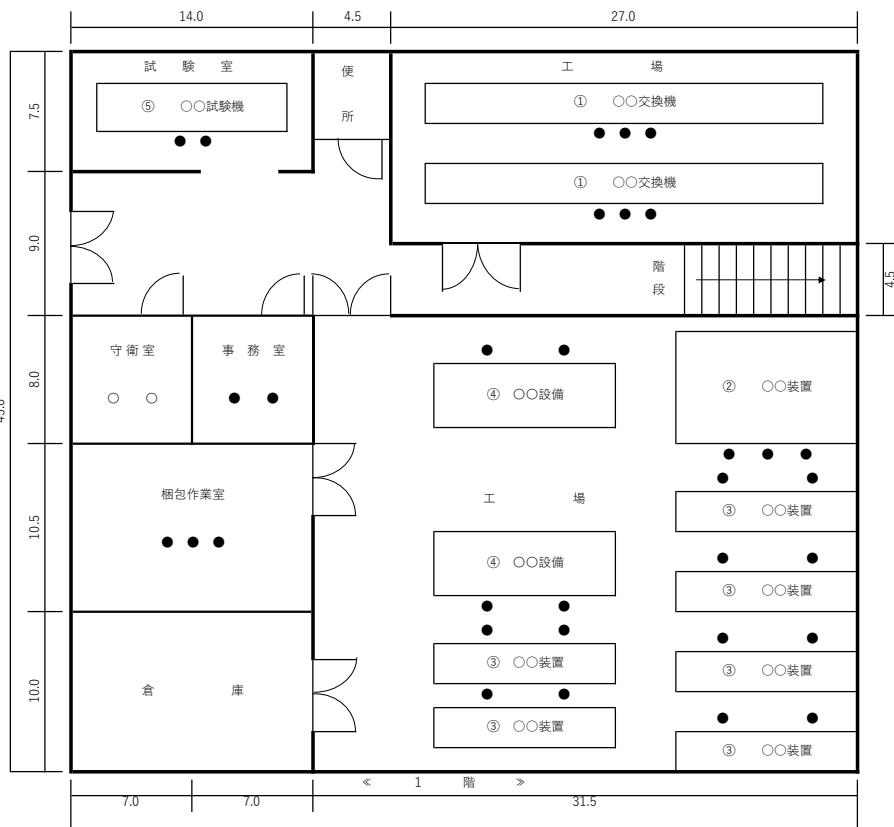 14.0 4.5 27.0
試 験 室
⑤ ○○試験機
便
所
工 場
① ○○交換機
① ○○交換機
7.5
9.0
8.0
10.5
10.0
階
段
4.5
守衛室
事 務 室
④ ○○設備
② ○○装置
梱包作業室
工 場
③ ○○装置
④ ○○設備
③ ○○装置
③ ○○装置
③ ○○装置
倉 庫
③ ○○装置
③ ○○装置
≪ 1 階 ≫
7.0 7.0 31.5